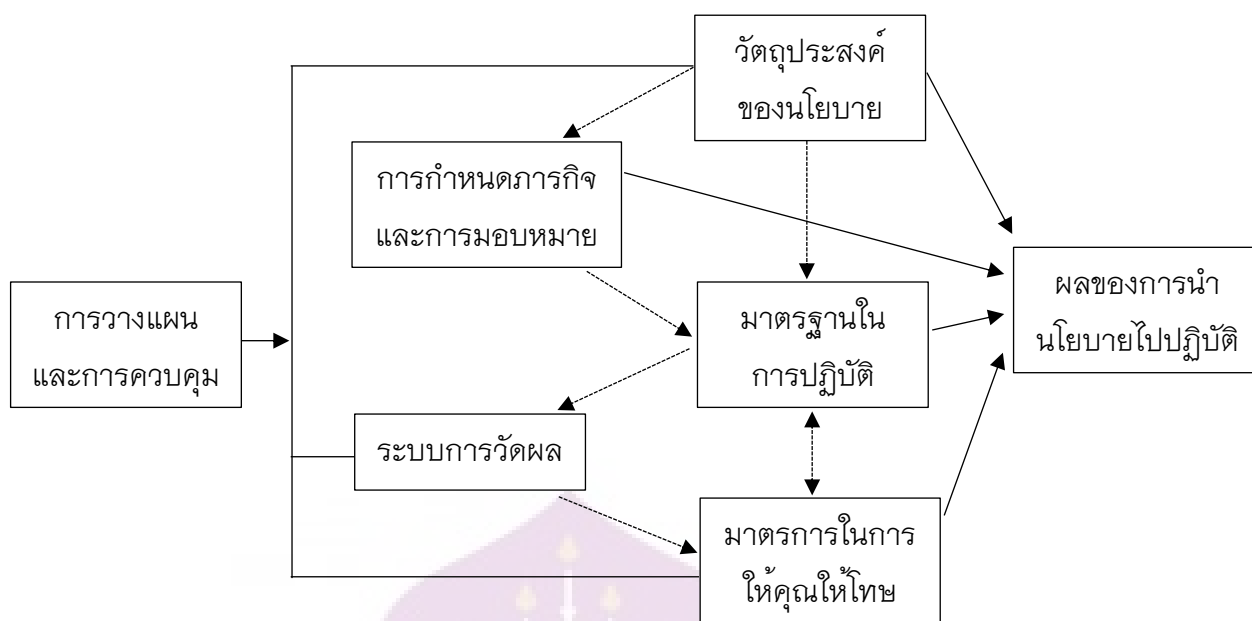 วัตถุประสงค์
ของนโยบาย
การกำหนดภารกิจ
และการมอบหมาย
การวางแผน
และการควบคุม
มาตรฐานใน
การปฏิบัติ
ผลของการนำ
นโยบายไปปฏิบัติ
ระบบการวัดผล
มาตรการในการ
ให้คุณให้โทษ